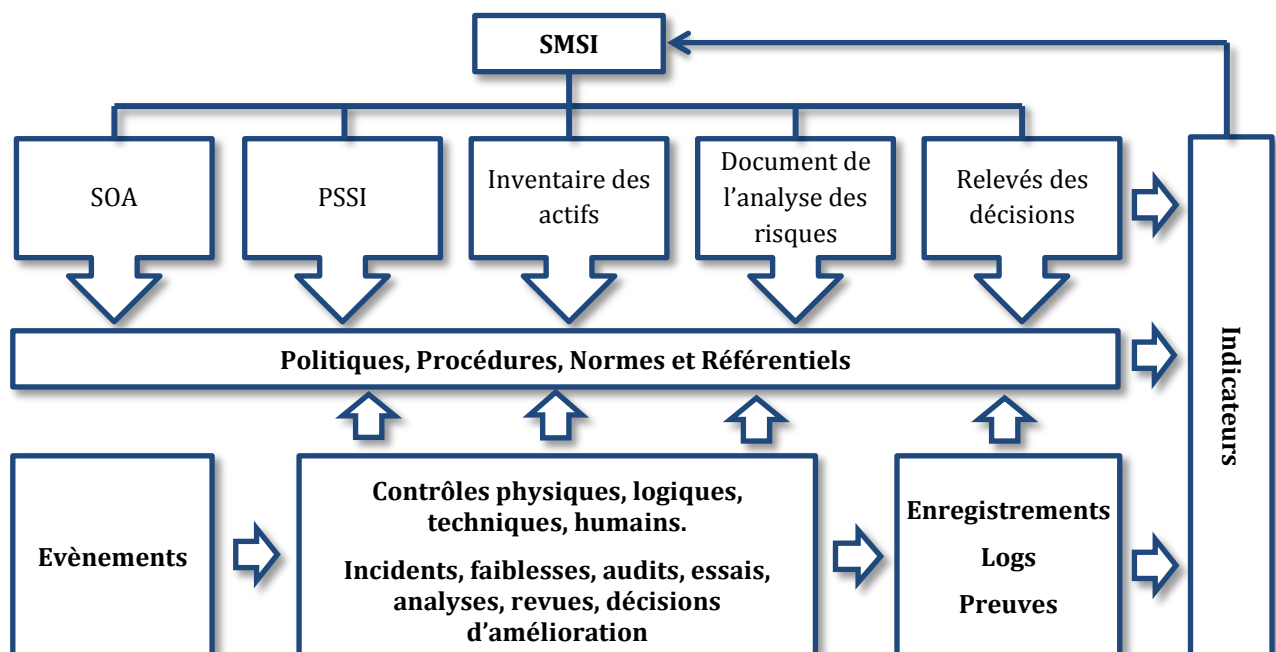 SMSI
SOA
PSSI
Inventaire des
actifs
Document de
l'analyse des
risques
Relevés des
décisions
Politiques, Procédures, Normes et Référentiels
Indicateurs
Evènements
Contrôles physiques, logiques,
techniques, humains.
Incidents, faiblesses, audits, essais,
analyses, revues, décisions
d'amélioration
Enregistrements
Logs
Preuves